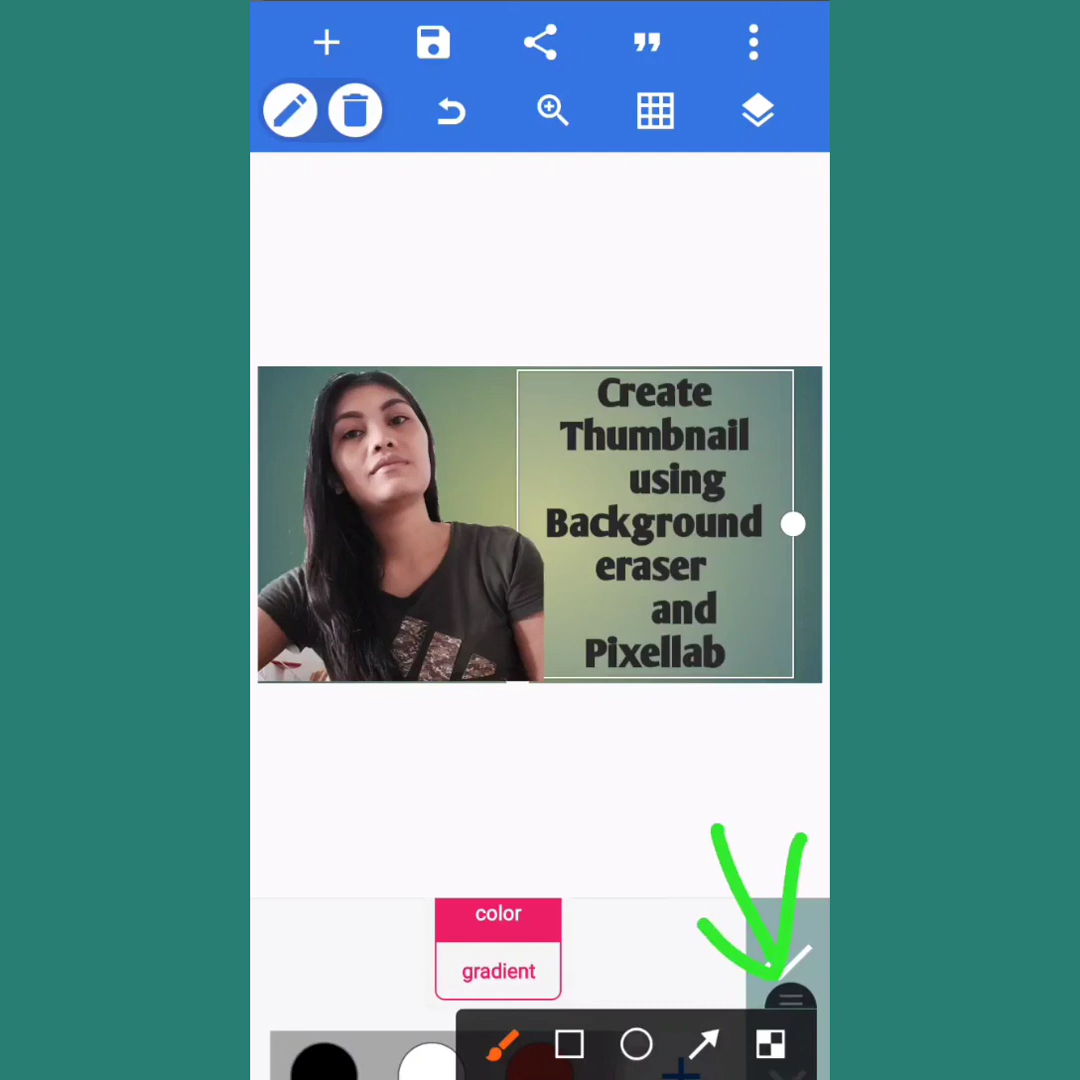 Create
Thumbnail
using
Background
eraser
and
Pixellab
color
gradient